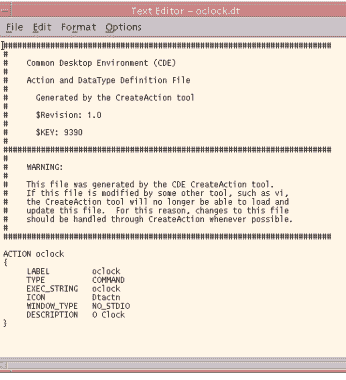 Text Editor - oclock.dt
File Edit Format Options
######################################################################
#
#    Common Desktop Environment (CDE)
#
#    Action and DataType Definition File
#
#      Generated by the CreateAction tool
#
#      $Revision: 1.0
#
#      $KEY: 9390
#
######################################################################
#
#    WARNING:
#
#    This file was generated by the CDE CreateAction tool.
#    If this file is modified by some other tool, such as vi,
#    the CreateAction tool will no longer be able to load and
#    update this file.  For this reason, changes to this file
#    should be handled through CreateAction whenever possible.
#
######################################################################
ACTION oclock
{
     LABEL         oclock
     TYPE          COMMAND
     EXEC_STRING   oclock
     ICON          Dtactn
     WINDOW_TYPE   NO_STDIO
     DESCRIPTION   O Clock
}